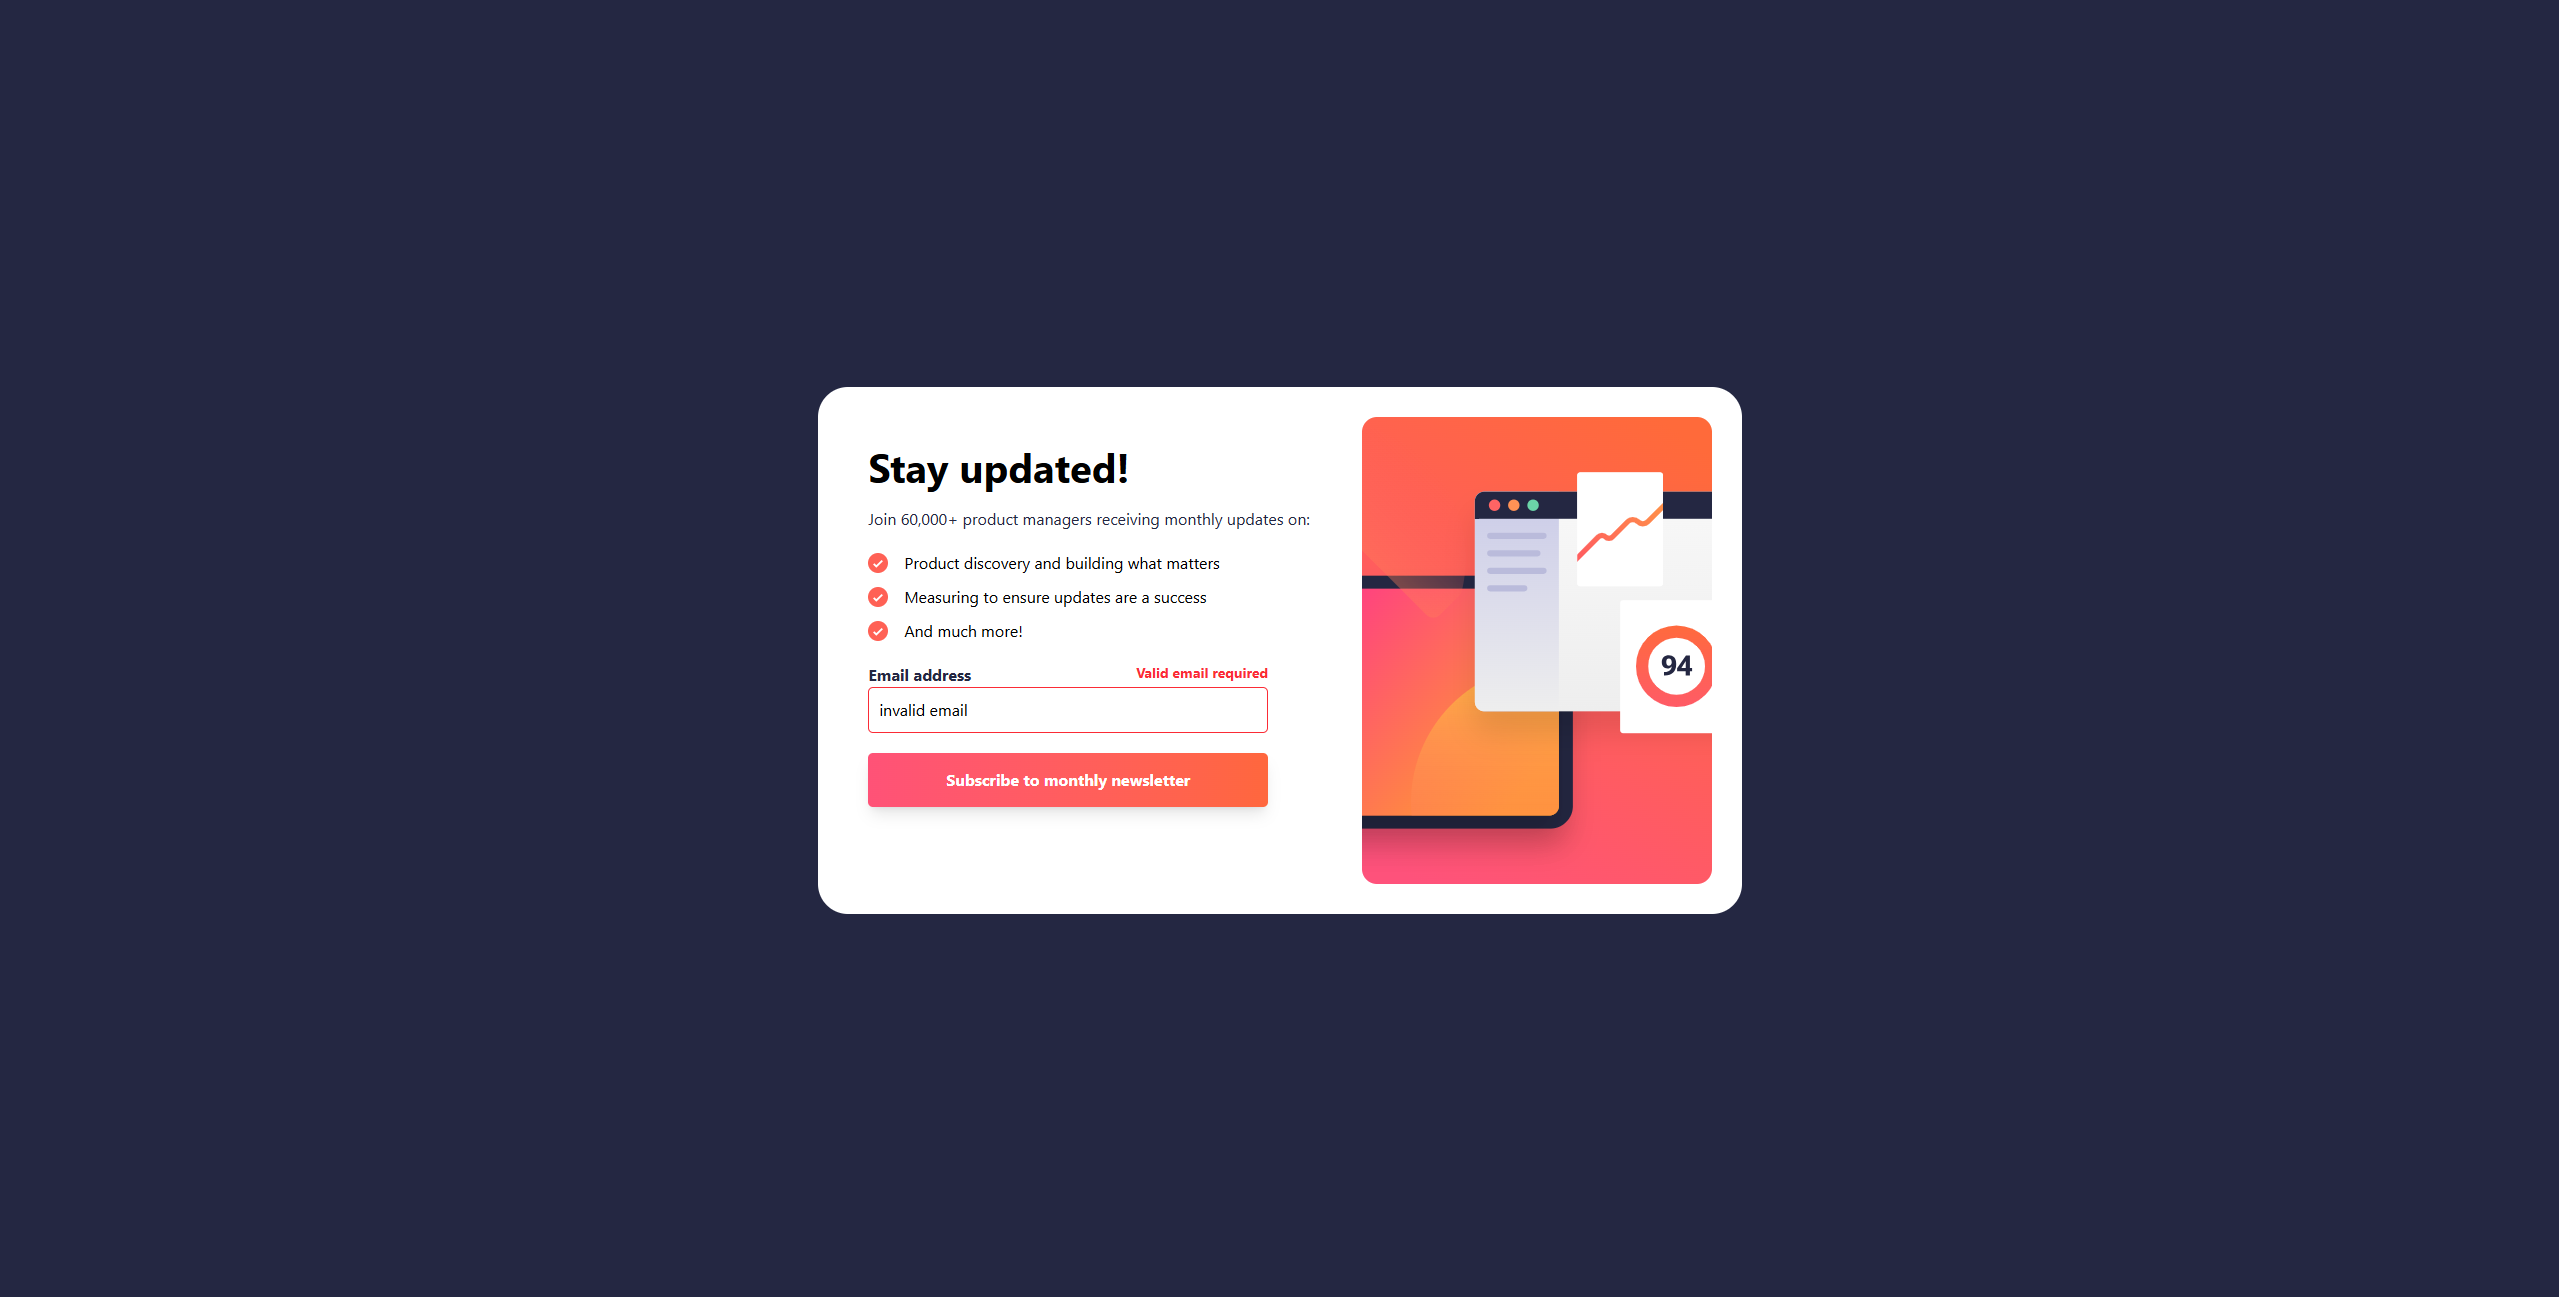 Stay updated!
Join 60,000+ product managers receiving monthly updates on:
Product discovery and building what matters
Measuring to ensure updates are a success
And much more!
Email address
Valid email required
invalid email
Subscribe to monthly newsletter
94